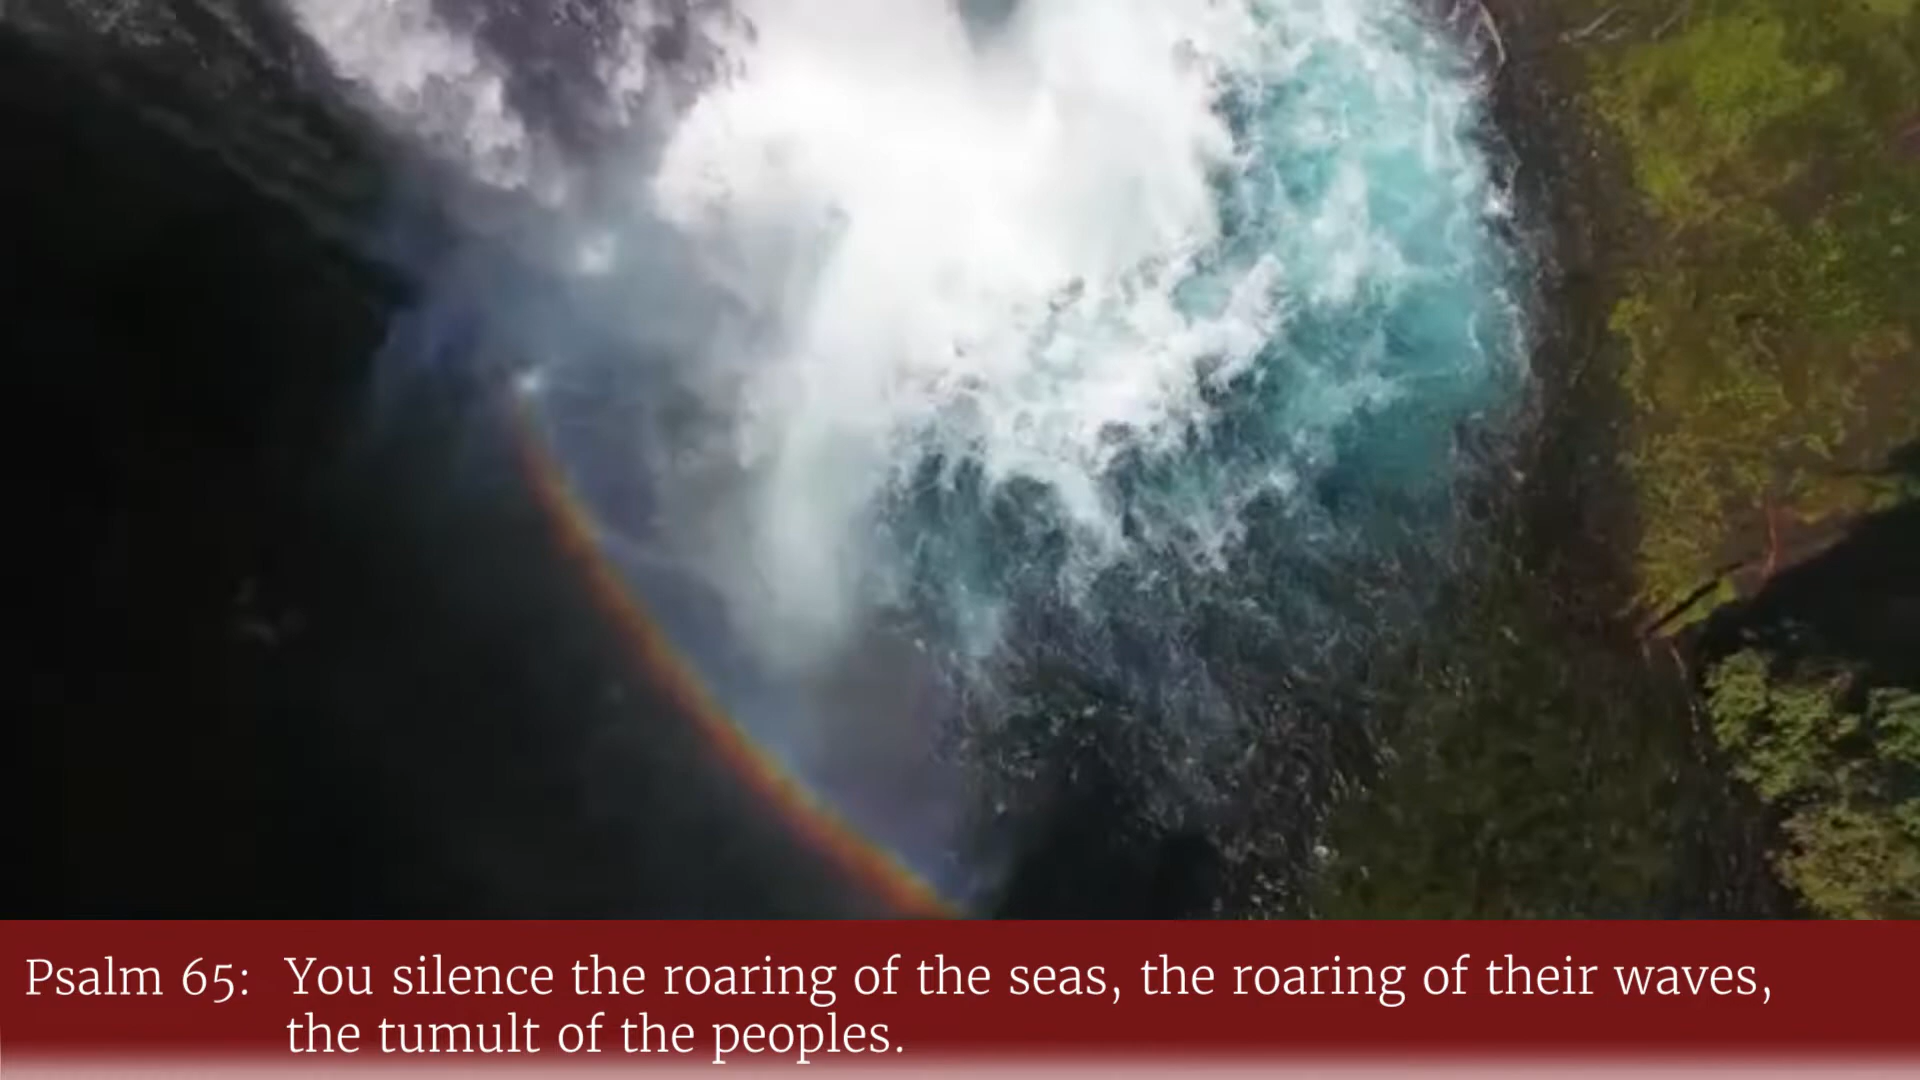 Psalm 65: You silence the roaring of the seas, the roaring of their waves,
the tumult of the peoples.